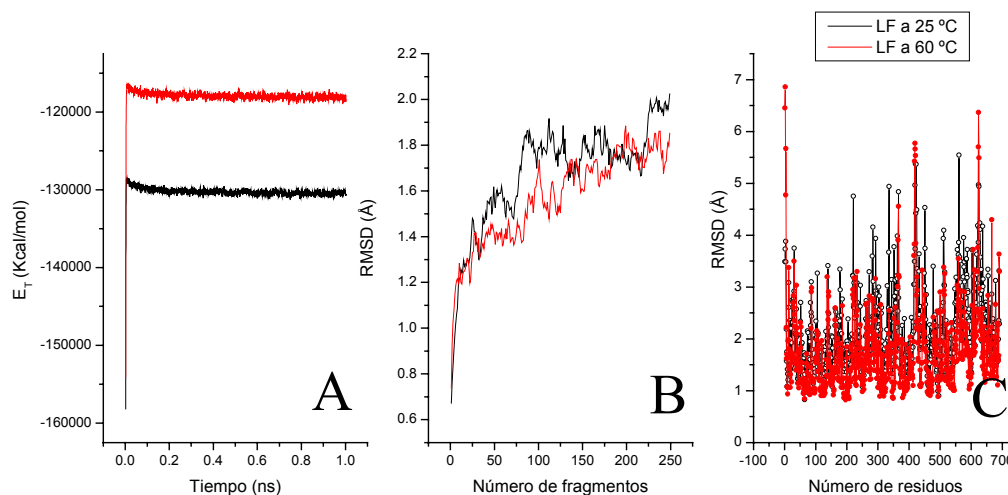 LF a 25 ºC
LF a 60 ºC
-120000
-130000
-140000
-150000
-160000
E_T (Kcal/mol)
0.0 0.2 0.4 0.6 0.8 1.0
Tiempo (ns)
A
2.2
2.0
1.8
1.6
1.4
1.2
1.0
0.8
0.6
RMSD (Å)
0 50 100 150 200 250
Número de fragmentos
B
7
6
5
4
3
2
1
0
RMSD (Å)
-100 0 100 200 300 400 500 600 700
Número de residuos
C